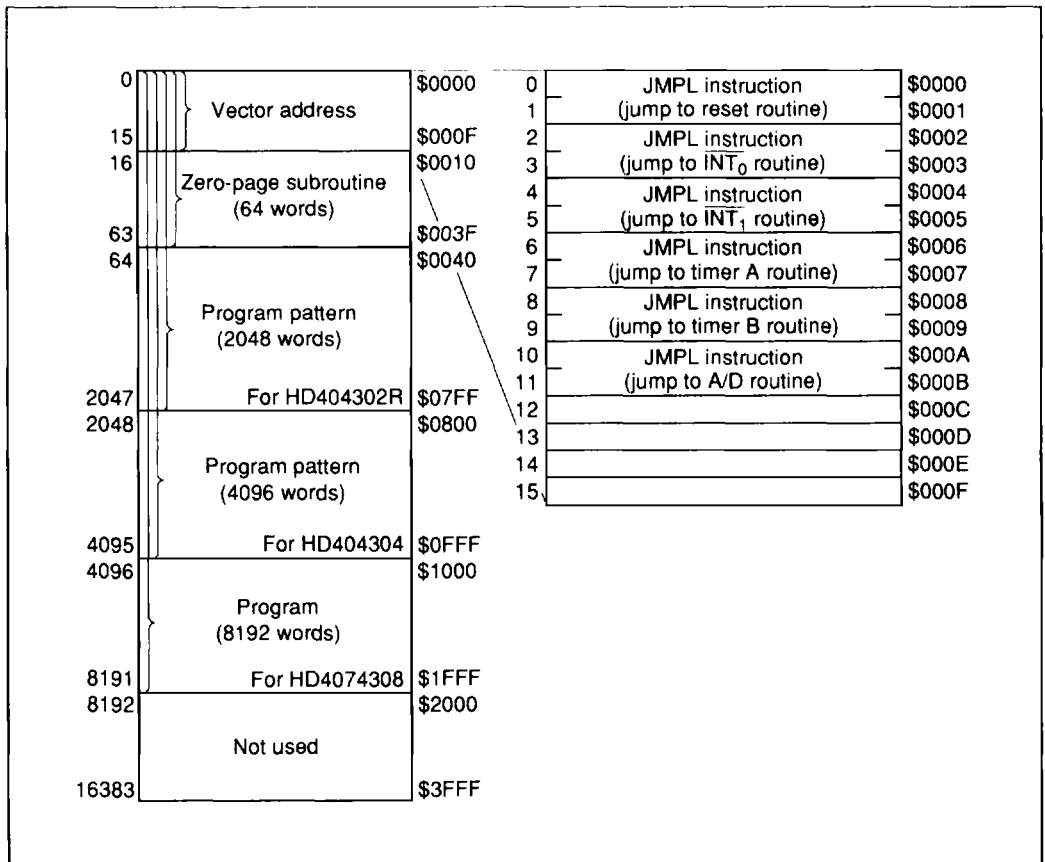 0 $0000
Vector address
15 $000F
16 $0010
Zero-page subroutine
(64 words)
63 $003F
64 $0040
Program pattern
(2048 words)
For HD404302R
2047 $07FF
2048 $0800
Program pattern
(4096 words)
For HD404304
4095 $0FFF
4096 $1000
Program
(8192 words)
For HD4074308
8191 $1FFF
8192 $2000
Not used
16383 $3FFF
0 JMPL instruction $0000
1 (jump to reset routine) $0001
2 JMPL instruction $0002
3 (jump to INT0 routine) $0003
4 JMPL instruction $0004
5 (jump to INT1 routine) $0005
6 JMPL instruction $0006
7 (jump to timer A routine) $0007
8 JMPL instruction $0008
9 (jump to timer B routine) $0009
10 JMPL instruction $000A
11 (jump to A/D routine) $000B
12 $000C
13 $000D
14 $000E
15 $000F